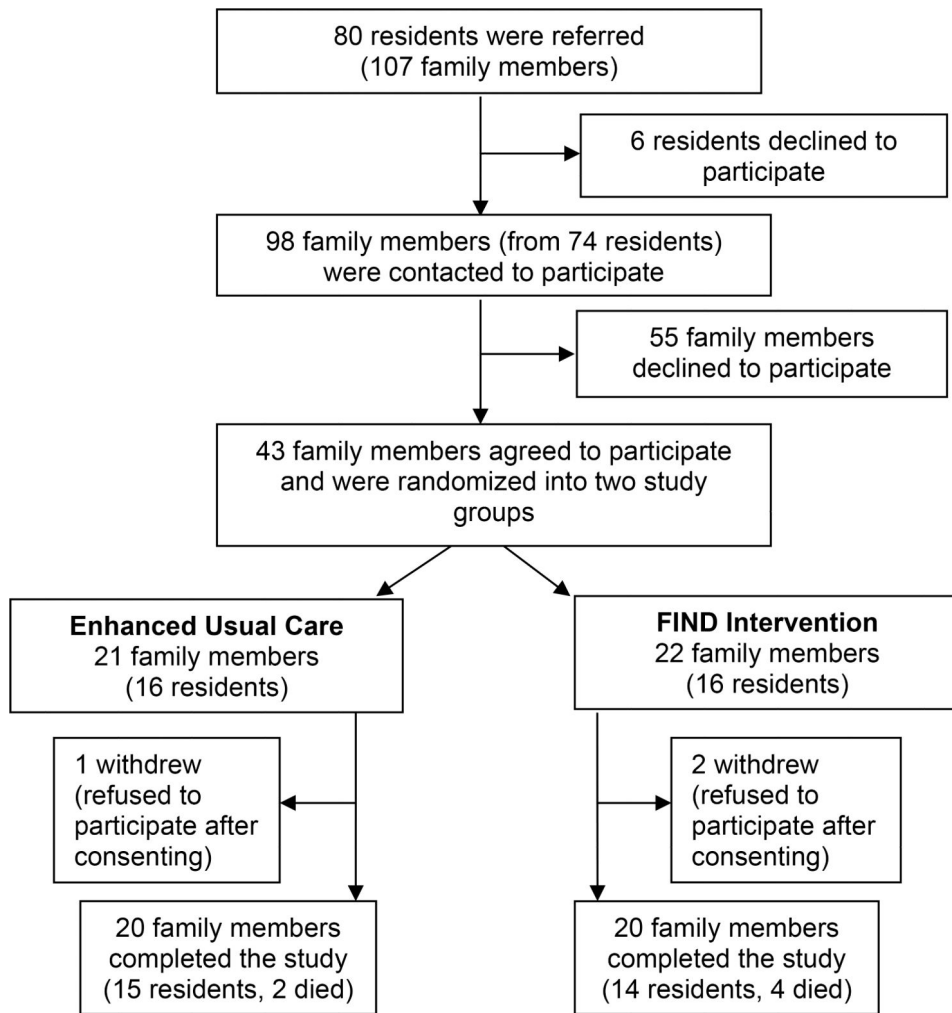 80 residents were referred
(107 family members)
6 residents declined to
participate
98 family members (from 74 residents)
were contacted to participate
55 family members
declined to participate
43 family members agreed to participate
and were randomized into two study
groups
Enhanced Usual Care
21 family members
(16 residents)
FIND Intervention
22 family members
(16 residents)
1 withdrew
(refused to
participate after
consenting)
2 withdrew
(refused to
participate after
consenting)
20 family members
completed the study
(15 residents, 2 died)
20 family members
completed the study
(14 residents, 4 died)